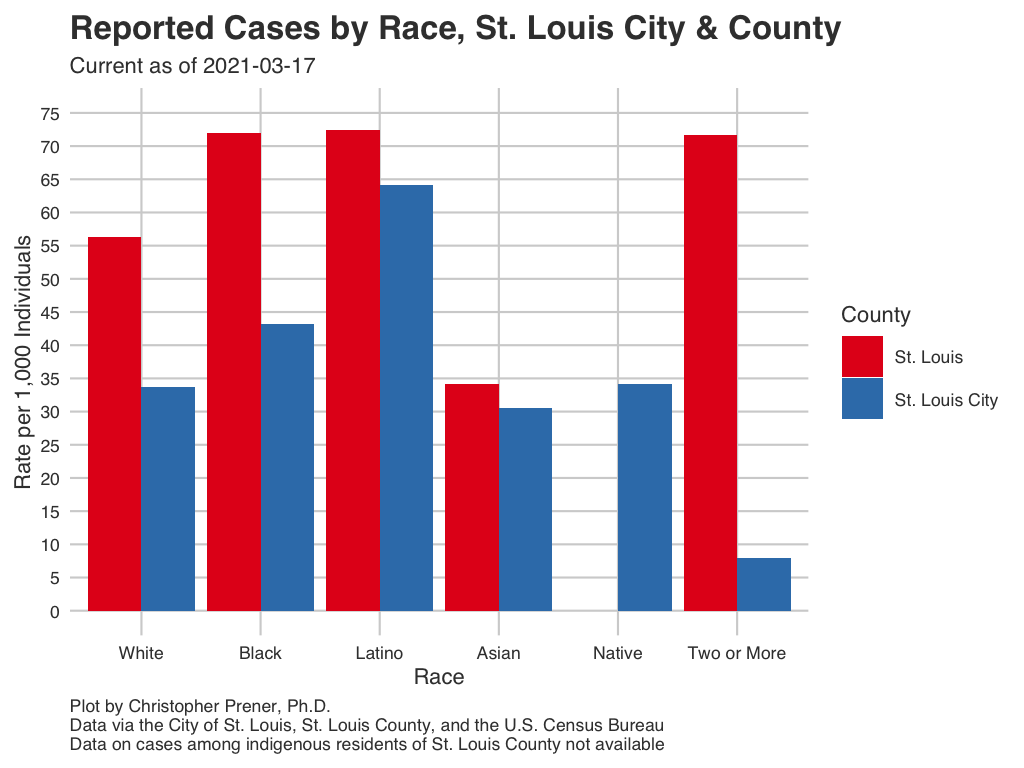 Reported Cases by Race, St. Louis City & County
Current as of 2021-03-17
Rate per 1,000 Individuals
75
70
65
60
55
50
45
40
35
30
25
20
15
10
5
0
White Black Latino Asian Native Two or More
Race
County
St. Louis
St. Louis City
Plot by Christopher Prener, Ph.D.
Data via the City of St. Louis, St. Louis County, and the U.S. Census Bureau
Data on cases among indigenous residents of St. Louis County not available